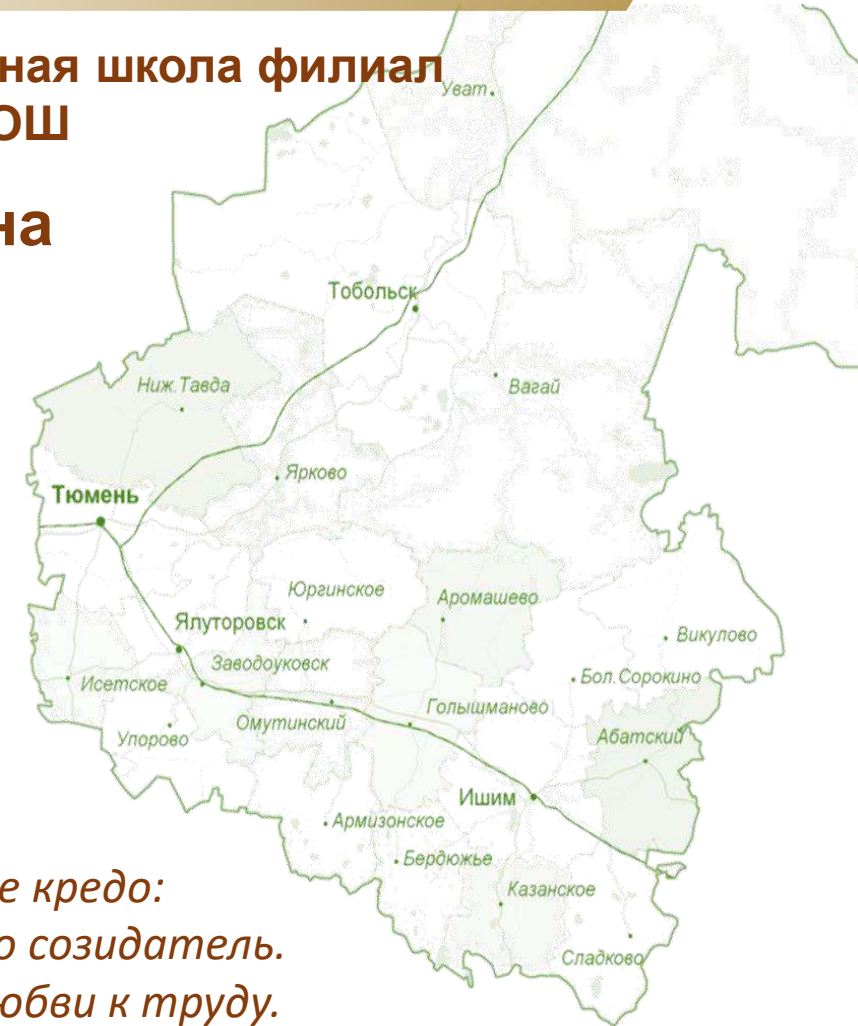 ная школа филиал
ОШ
на
Уват
Тобольск
Ниж.Тавда
Вагай
Ярково
Тюмень
Юргинское
Аромашево
Ялуторовск
Викулово
Заводоуковск
Бол.Сорокино
Исетское
Голышманово
Омутинский
Упорово
Абатский
Ишим
Армизонское
Бердюжье
Казанское
е кредо:
о созидатель.
Сладково
юбви к труду.